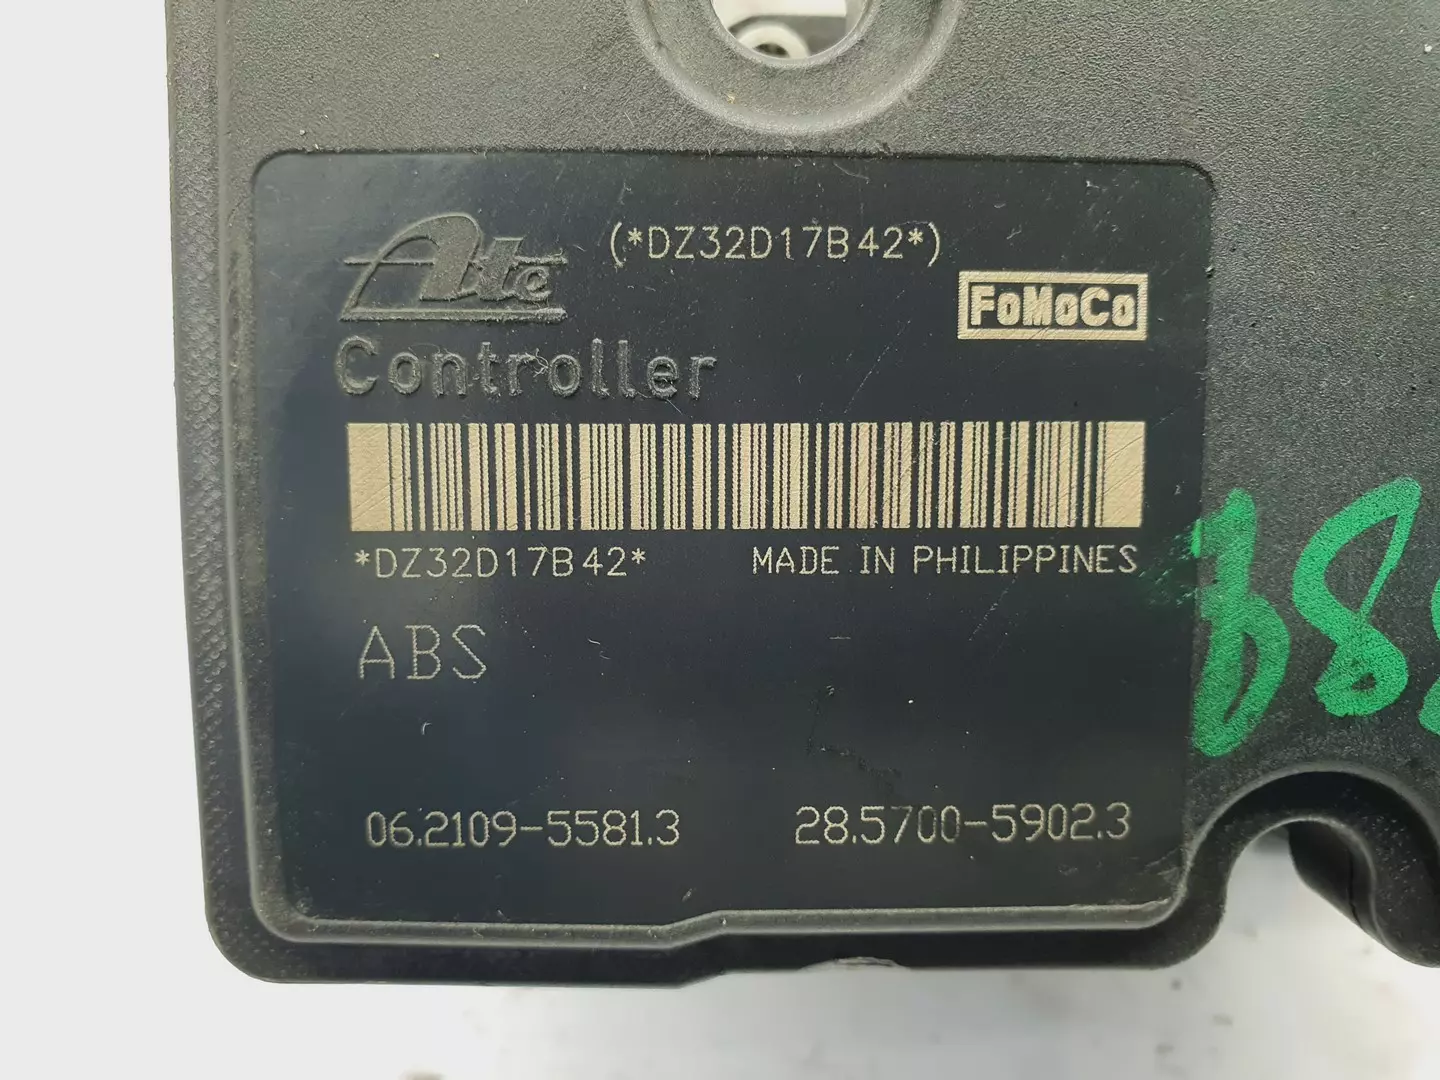 Ate (*DZ32D17B42*)
FoMoCo
Controller
*DZ32D17B42* MADE IN PHILIPPINES
ABS
06.2109-5581.3 28.5700-5902.3